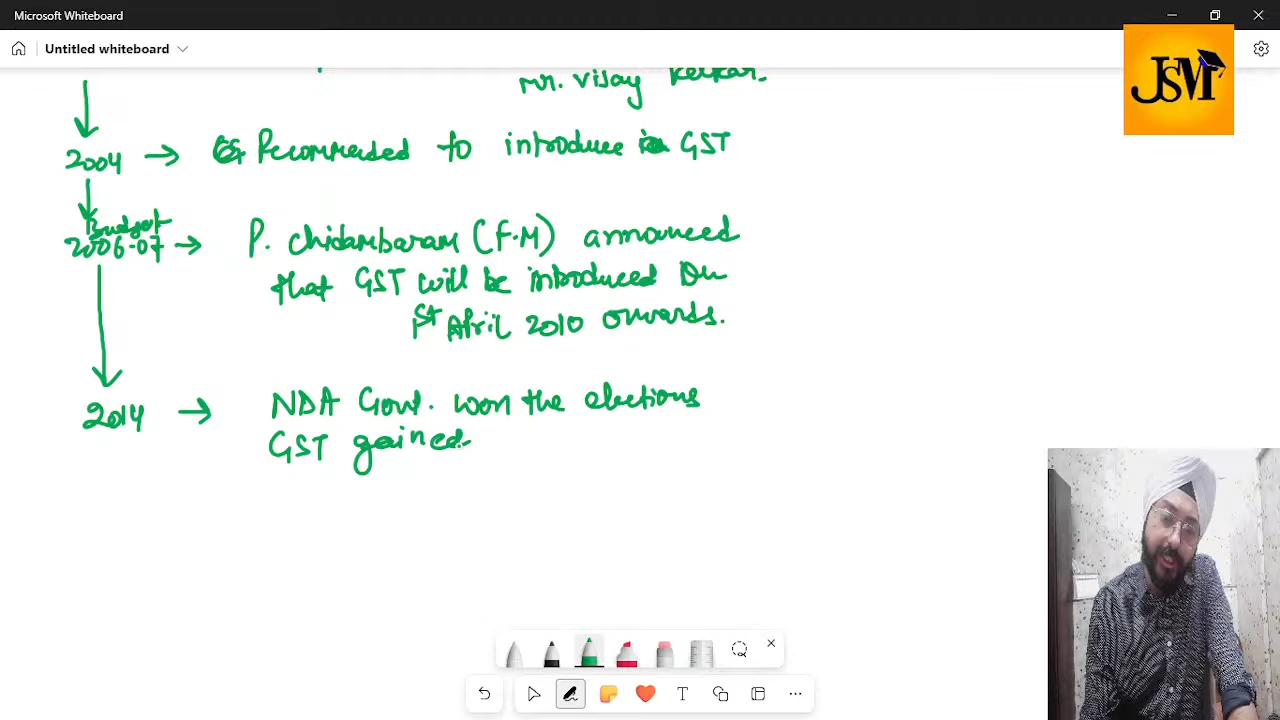 Microsoft Whiteboard
Untitled whiteboard
JSM
Mr. Vijay Kelkar.
2004 → Recommended to introduce GST
Budget
2006-07 → P. Chidambaram (F.M) announced
that GST will be introduced on
1st April 2010 onwards.
2014 → NDA Govt. won the elections
GST gained